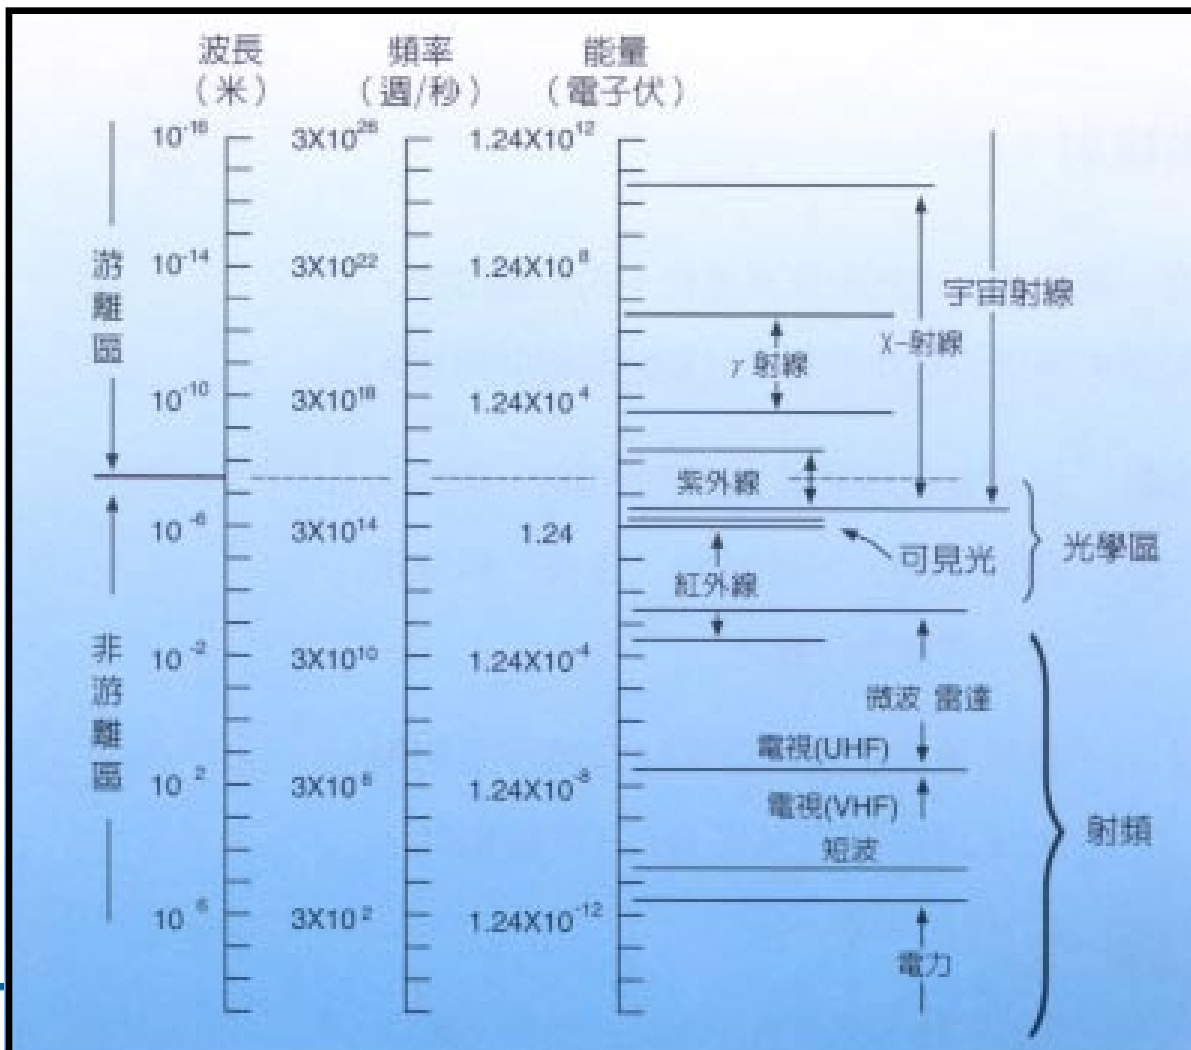 波長 頻率 能量
(米) (週/秒) (電子伏)
10⁻¹⁸ 3X10²⁶ 1.24X10¹²
10⁻¹⁴ 3X10²² 1.24X10⁸
10⁻¹⁰ 3X10¹⁸ 1.24X10⁴
10⁻⁶ 3X10¹⁴ 1.24
10⁻² 3X10¹⁰ 1.24X10⁻⁴
10² 3X10⁶ 1.24X10⁻⁸
10⁶ 3X10² 1.24X10⁻¹²
游離區
非游離區
宇宙射線
X-射線
γ射線
紫外線
可見光
光學區
紅外線
微波 雷達
電視(UHF)
電視(VHF)
短波
射頻
電力